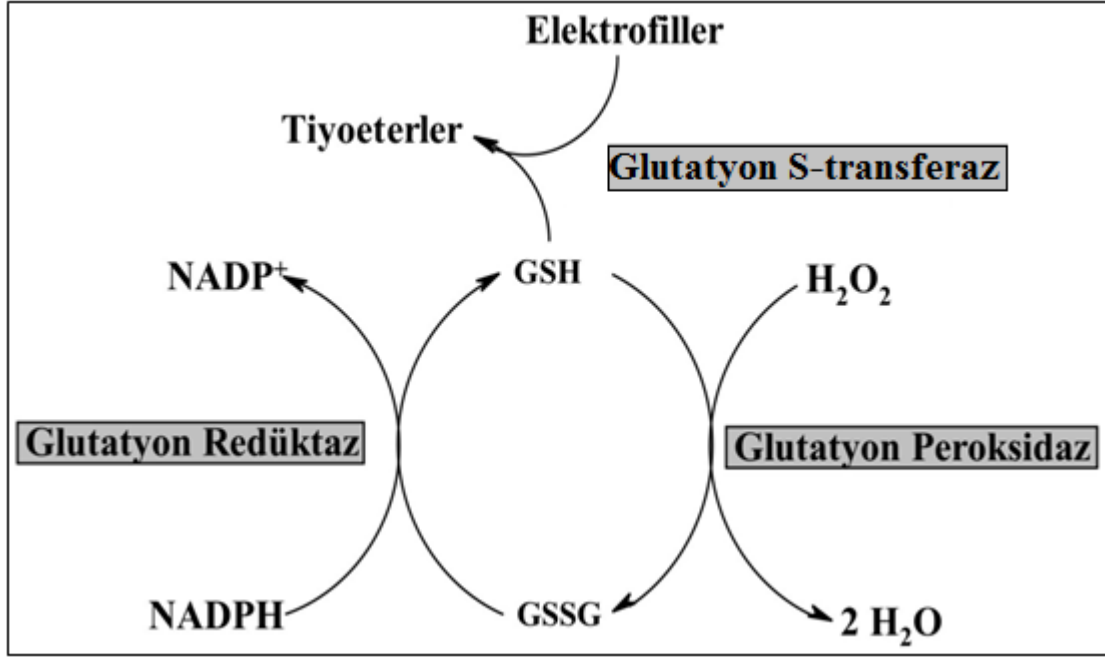 Elektrofiller
Tiyoeterler
Glutatyon S-transferaz
NADP⁺
GSH
H₂O₂
Glutatyon Redüktaz
Glutatyon Peroksidaz
NADPH
GSSG
2 H₂O